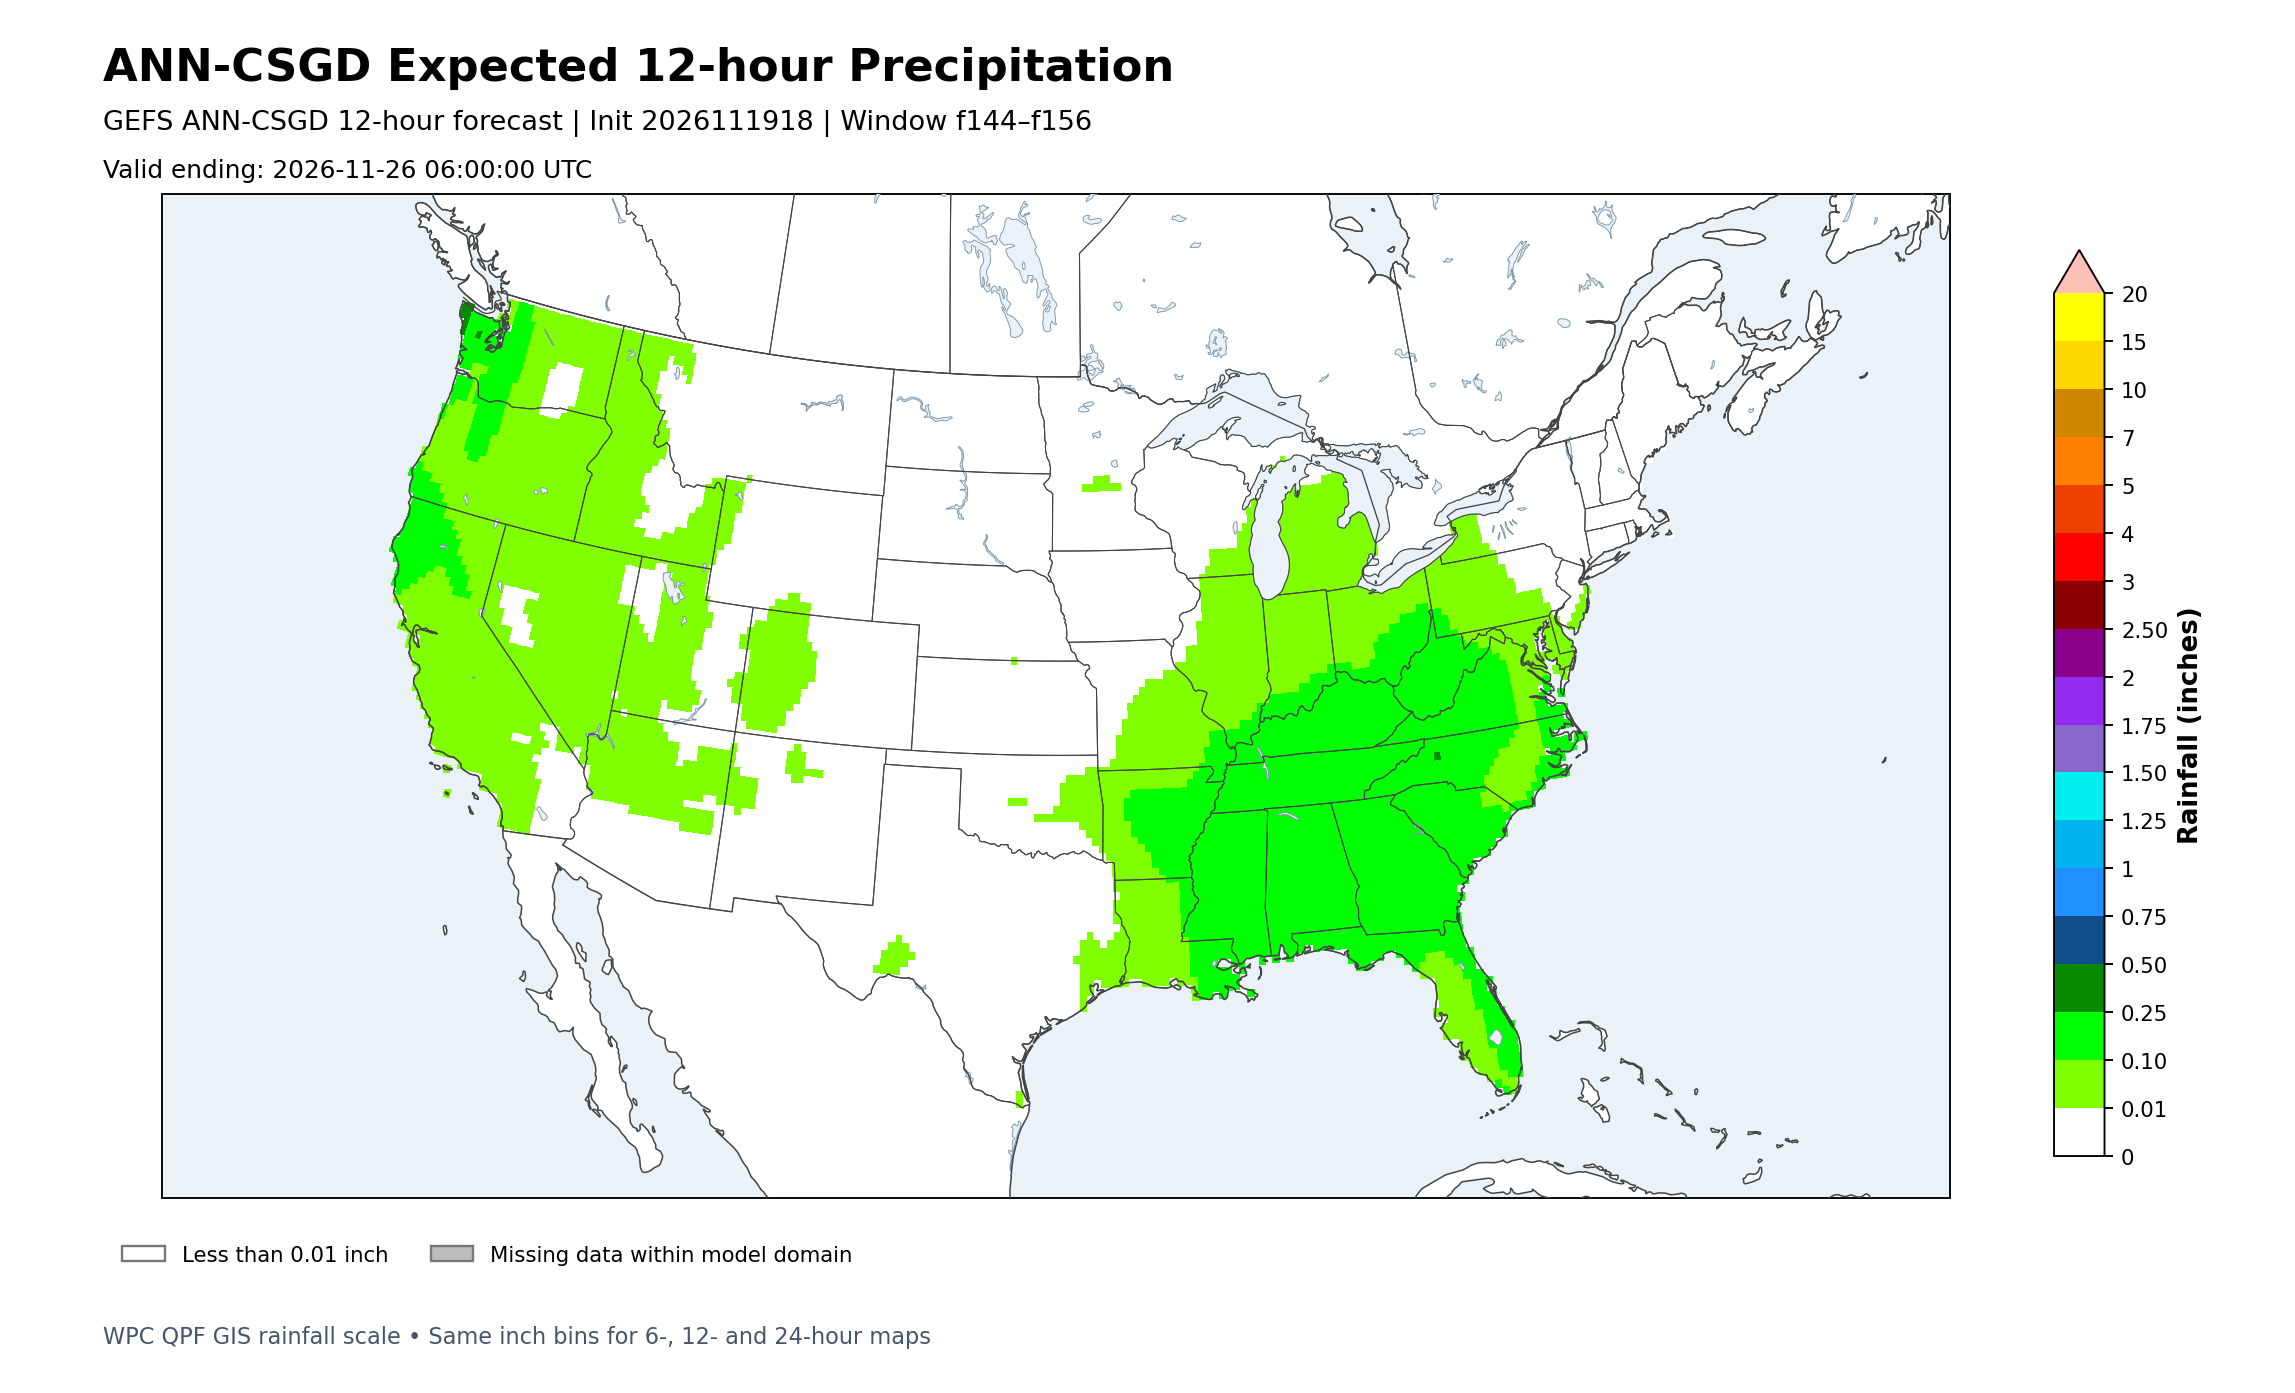 ANN-CSGD Expected 12-hour Precipitation
GEFS ANN-CSGD 12-hour forecast | Init 2026111918 | Window f144–f156
Valid ending: 2026-11-26 06:00:00 UTC
20
15
10
7
5
4
3
2.50
2
1.75
1.50
1.25
1
0.75
0.50
0.25
0.10
0.01
0
Rainfall (inches)
Less than 0.01 inch
Missing data within model domain
WPC QPF GIS rainfall scale • Same inch bins for 6-, 12- and 24-hour maps